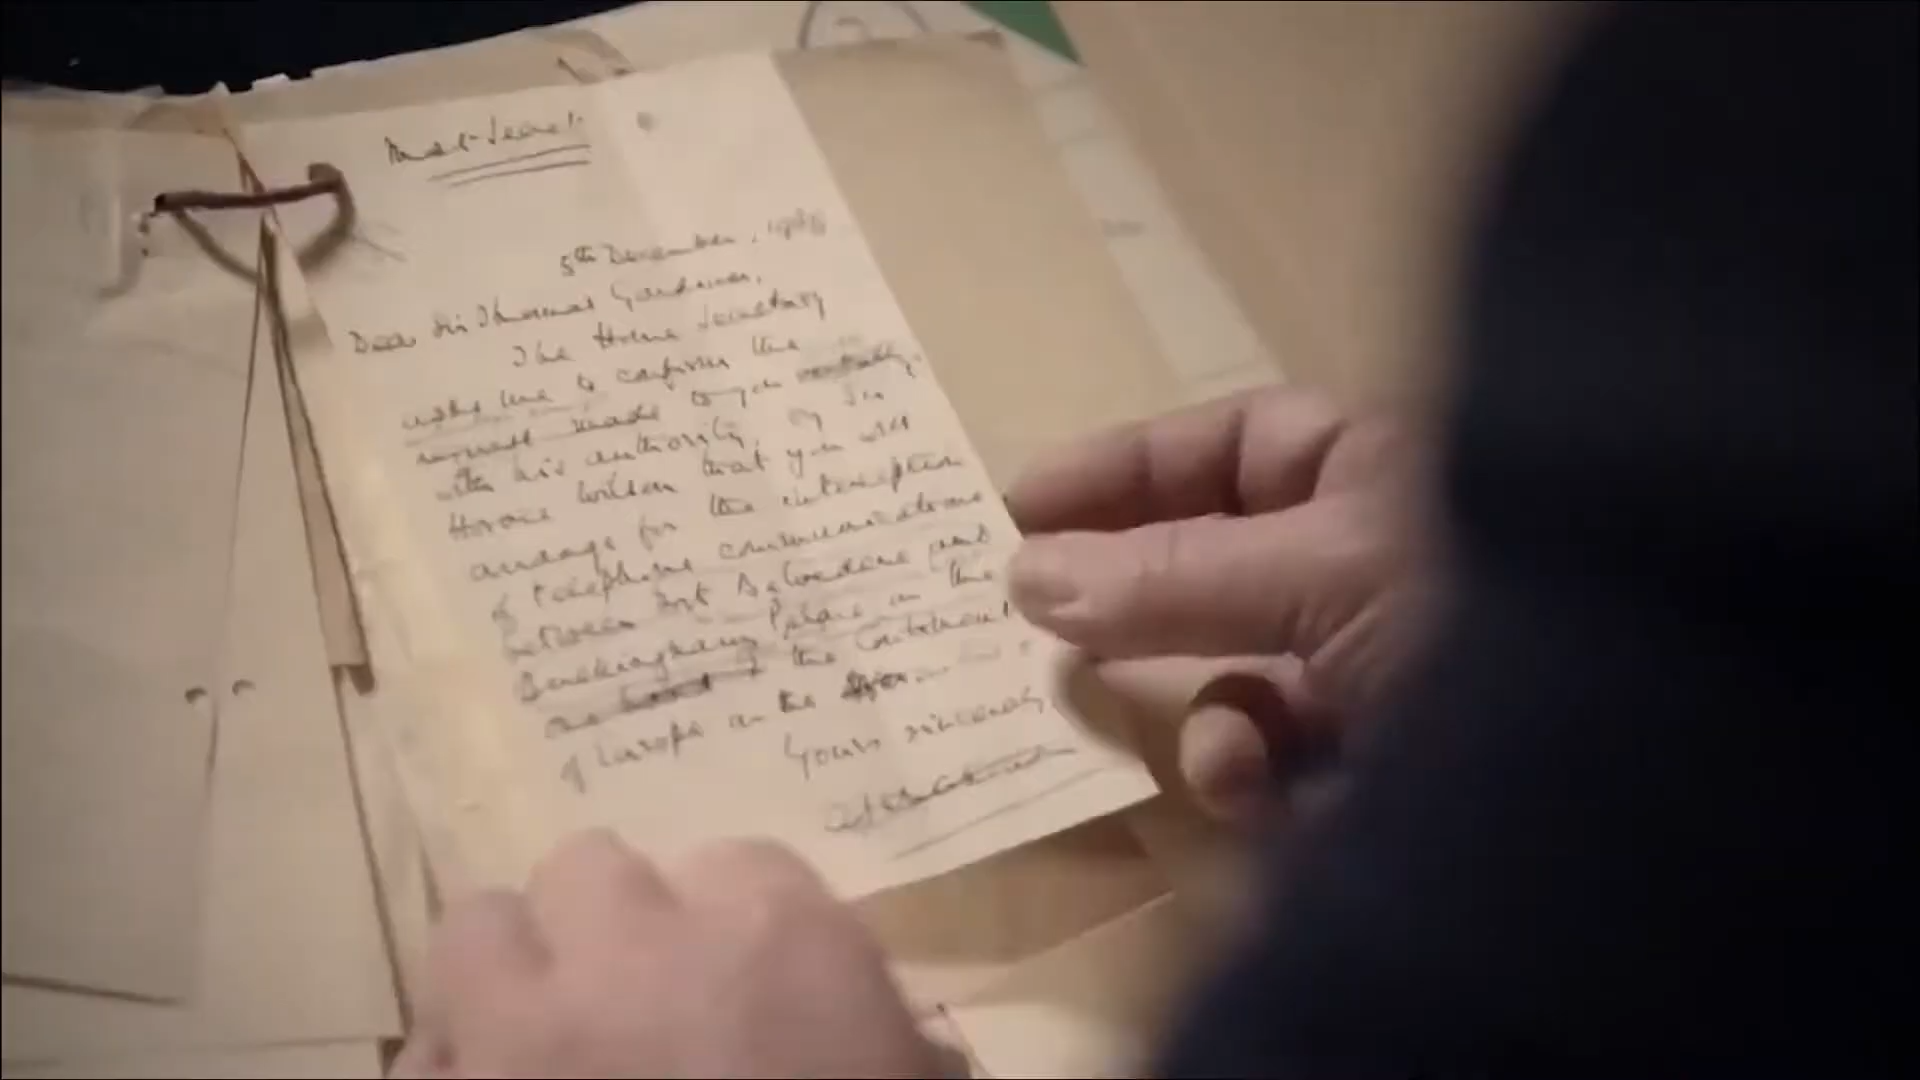 Most Secret
5th December, 1936
Dear Sir Thomas Gardiner,
The Home Secretary
asks me to confirm the
request made to you verbally,
with his authority, by Sir
Horace Wilson that you will
arrange for the interception
of telephone communications
between Fort Belvedere and
Buckingham Palace on the
one hand & the Continent
of Europe on the
Yours sincerely,